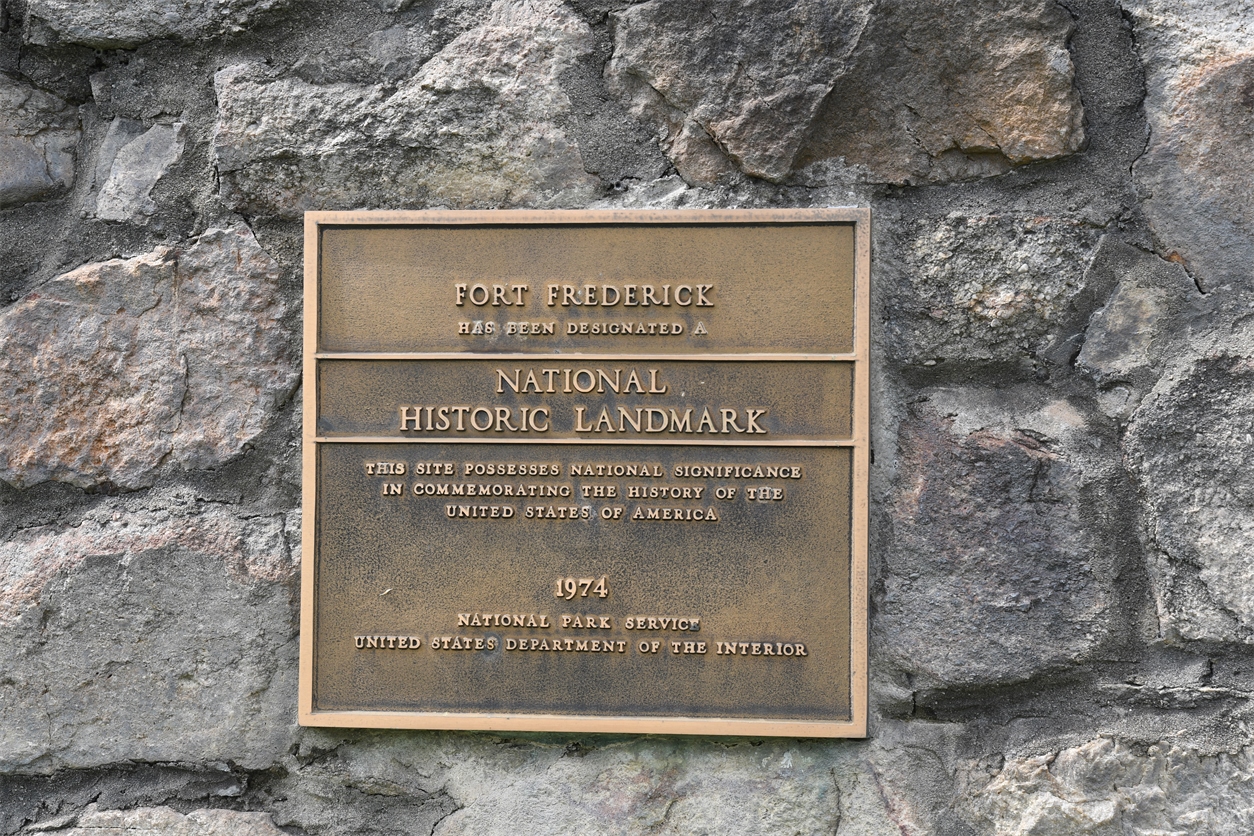 FORT FREDERICK
HAS BEEN DESIGNATED A
NATIONAL
HISTORIC LANDMARK
THIS SITE POSSESSES NATIONAL SIGNIFICANCE
IN COMMEMORATING THE HISTORY OF THE
UNITED STATES OF AMERICA
1974
NATIONAL PARK SERVICE
UNITED STATES DEPARTMENT OF THE INTERIOR